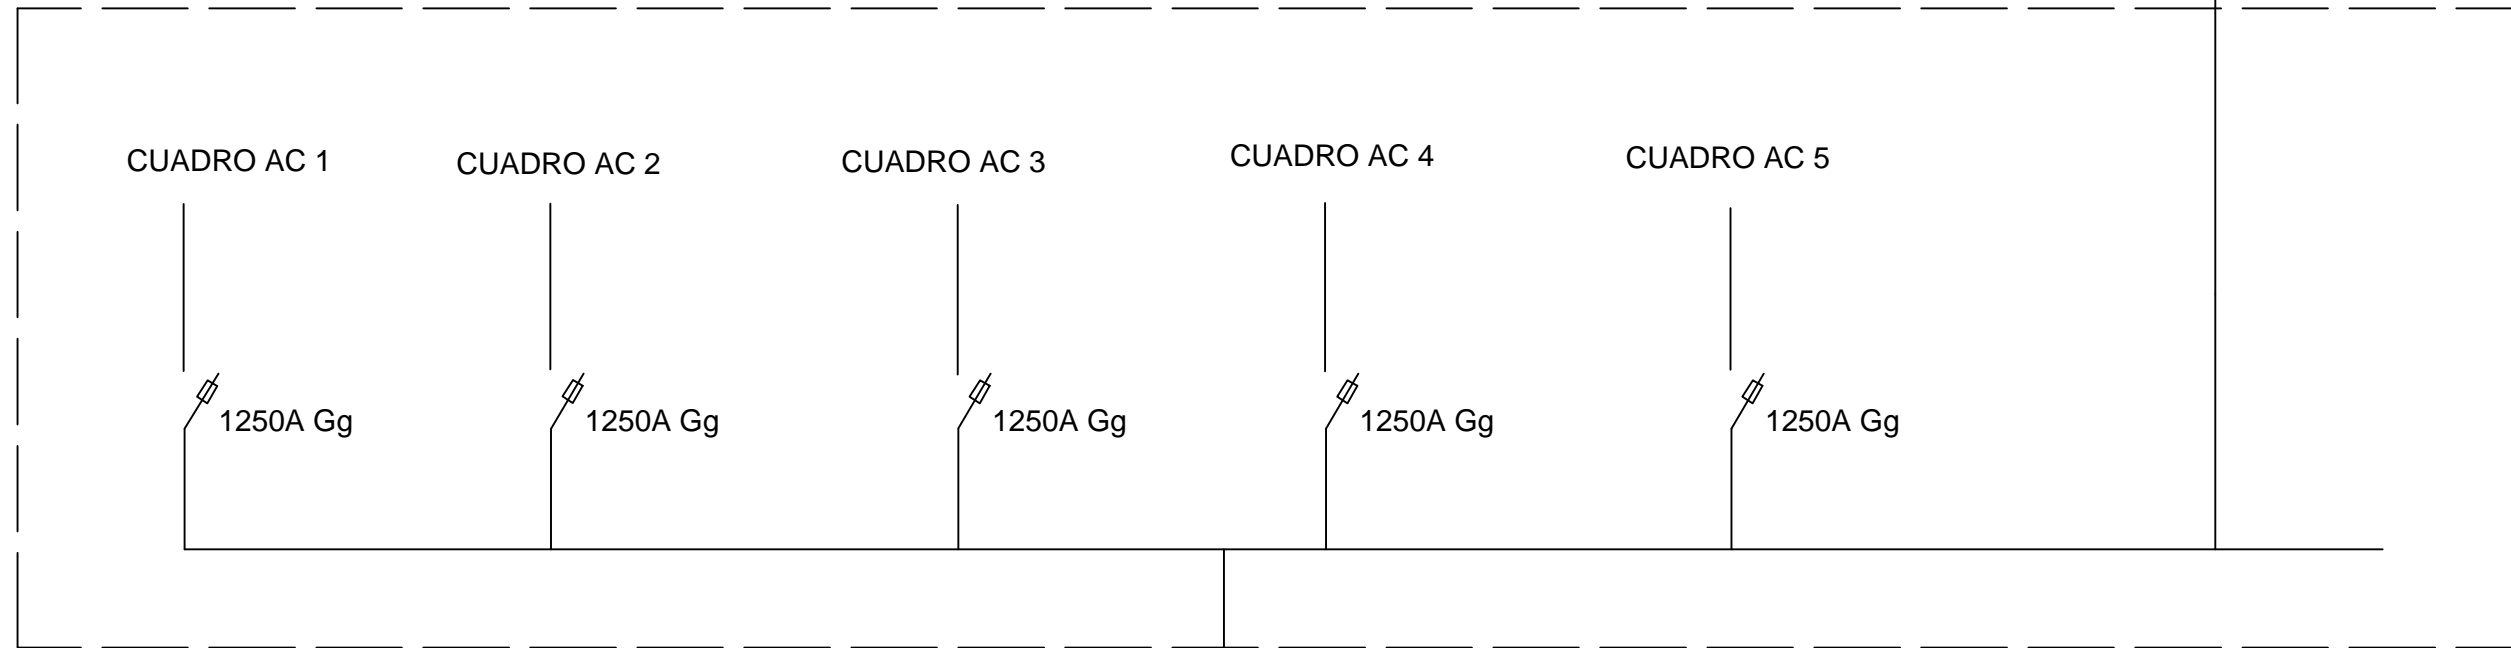 CUADRO AC 1
CUADRO AC 2
CUADRO AC 3
CUADRO AC 4
CUADRO AC 5
1250A Gg
1250A Gg
1250A Gg
1250A Gg
1250A Gg